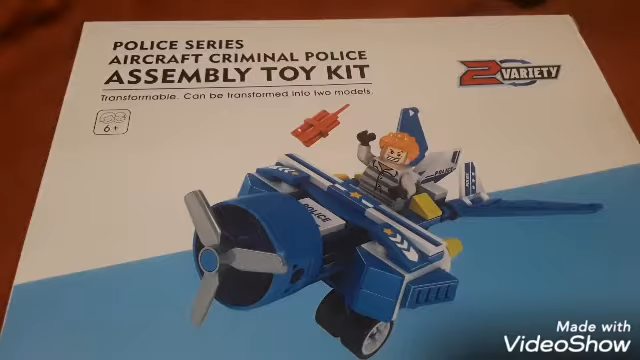 POLICE SERIES
AIRCRAFT CRIMINAL POLICE
ASSEMBLY TOY KIT
2 VARIETY
Transformable. Can be transformed into two models.
6+
POLICE
POLICE
Made with
VideoShow